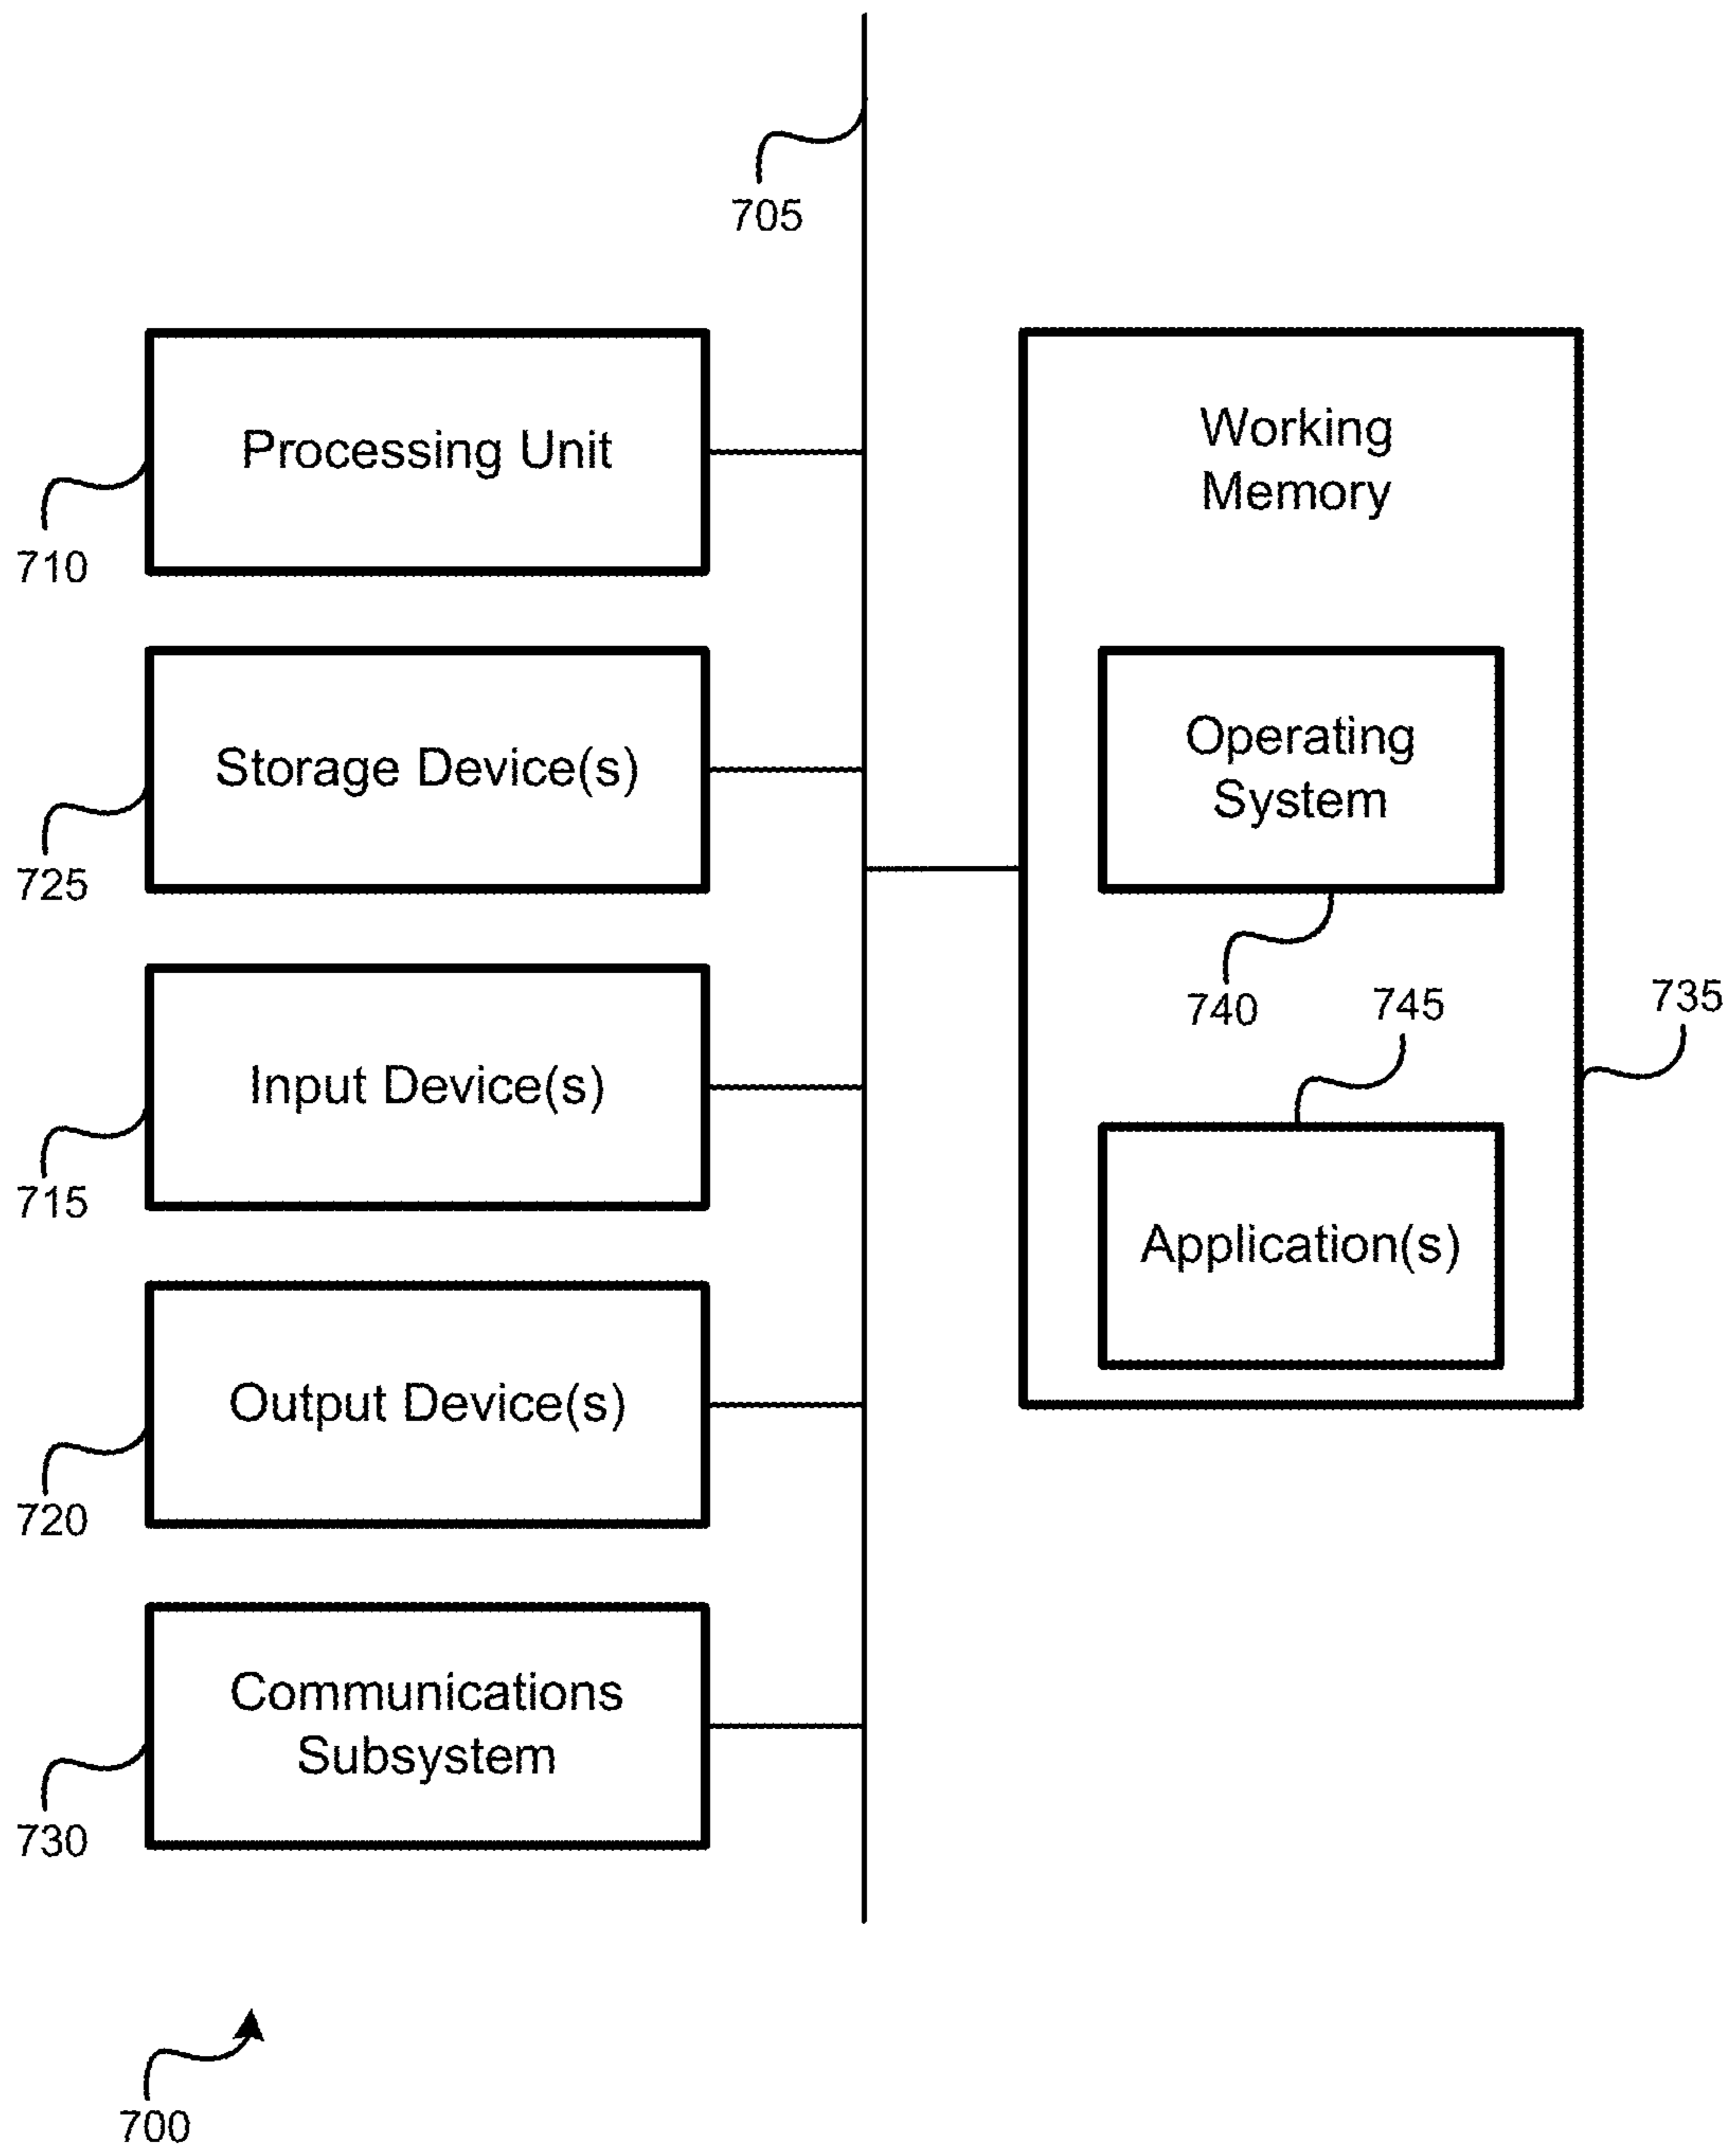 705
Processing Unit
710
Storage Device(s)
725
Input Device(s)
715
Output Device(s)
720
Communications
Subsystem
730
Working
Memory
Operating
System
740
745
735
Application(s)
700